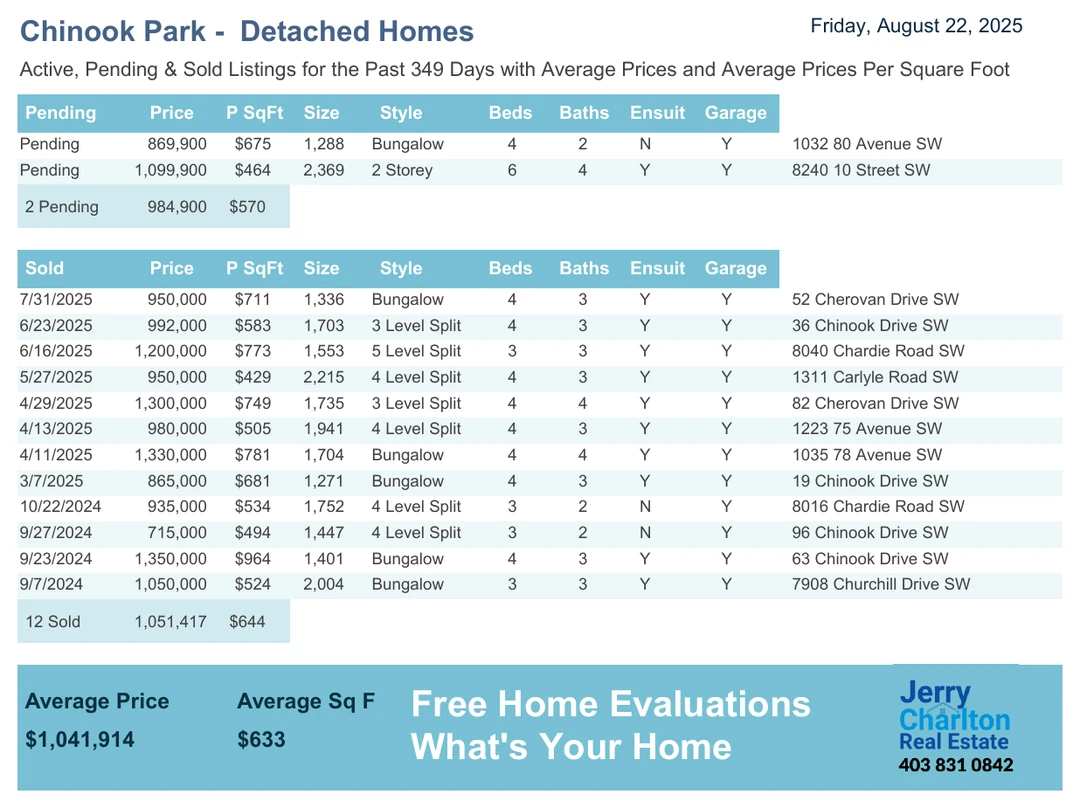 Chinook Park - Detached Homes
Friday, August 22, 2025
Active, Pending & Sold Listings for the Past 349 Days with Average Prices and Average Prices Per Square Foot
Pending Price P SqFt Size Style Beds Baths Ensuit Garage
Pending 869,900 $675 1,288 Bungalow 4 2 N Y 1032 80 Avenue SW
Pending 1,099,900 $464 2,369 2 Storey 6 4 Y Y 8240 10 Street SW
2 Pending 984,900 $570
Sold Price P SqFt Size Style Beds Baths Ensuit Garage
7/31/2025 950,000 $711 1,336 Bungalow 4 3 Y Y 52 Cherovan Drive SW
6/23/2025 992,000 $583 1,703 3 Level Split 4 3 Y Y 36 Chinook Drive SW
6/16/2025 1,200,000 $773 1,553 5 Level Split 3 3 Y Y 8040 Chardie Road SW
5/27/2025 950,000 $429 2,215 4 Level Split 4 3 Y Y 1311 Carlyle Road SW
4/29/2025 1,300,000 $749 1,735 3 Level Split 4 4 Y Y 82 Cherovan Drive SW
4/13/2025 980,000 $505 1,941 4 Level Split 4 3 Y Y 1223 75 Avenue SW
4/11/2025 1,330,000 $781 1,704 Bungalow 4 4 Y Y 1035 78 Avenue SW
3/7/2025 865,000 $681 1,271 Bungalow 4 3 Y Y 19 Chinook Drive SW
10/22/2024 935,000 $534 1,752 4 Level Split 3 2 N Y 8016 Chardie Road SW
9/27/2024 715,000 $494 1,447 4 Level Split 3 2 N Y 96 Chinook Drive SW
9/23/2024 1,350,000 $964 1,401 Bungalow 4 3 Y Y 63 Chinook Drive SW
9/7/2024 1,050,000 $524 2,004 Bungalow 3 3 Y Y 7908 Churchill Drive SW
12 Sold 1,051,417 $644
Average Price Average Sq F
$1,041,914 $633
Free Home Evaluations
What's Your Home
Jerry
Charlton
Real Estate
403 831 0842